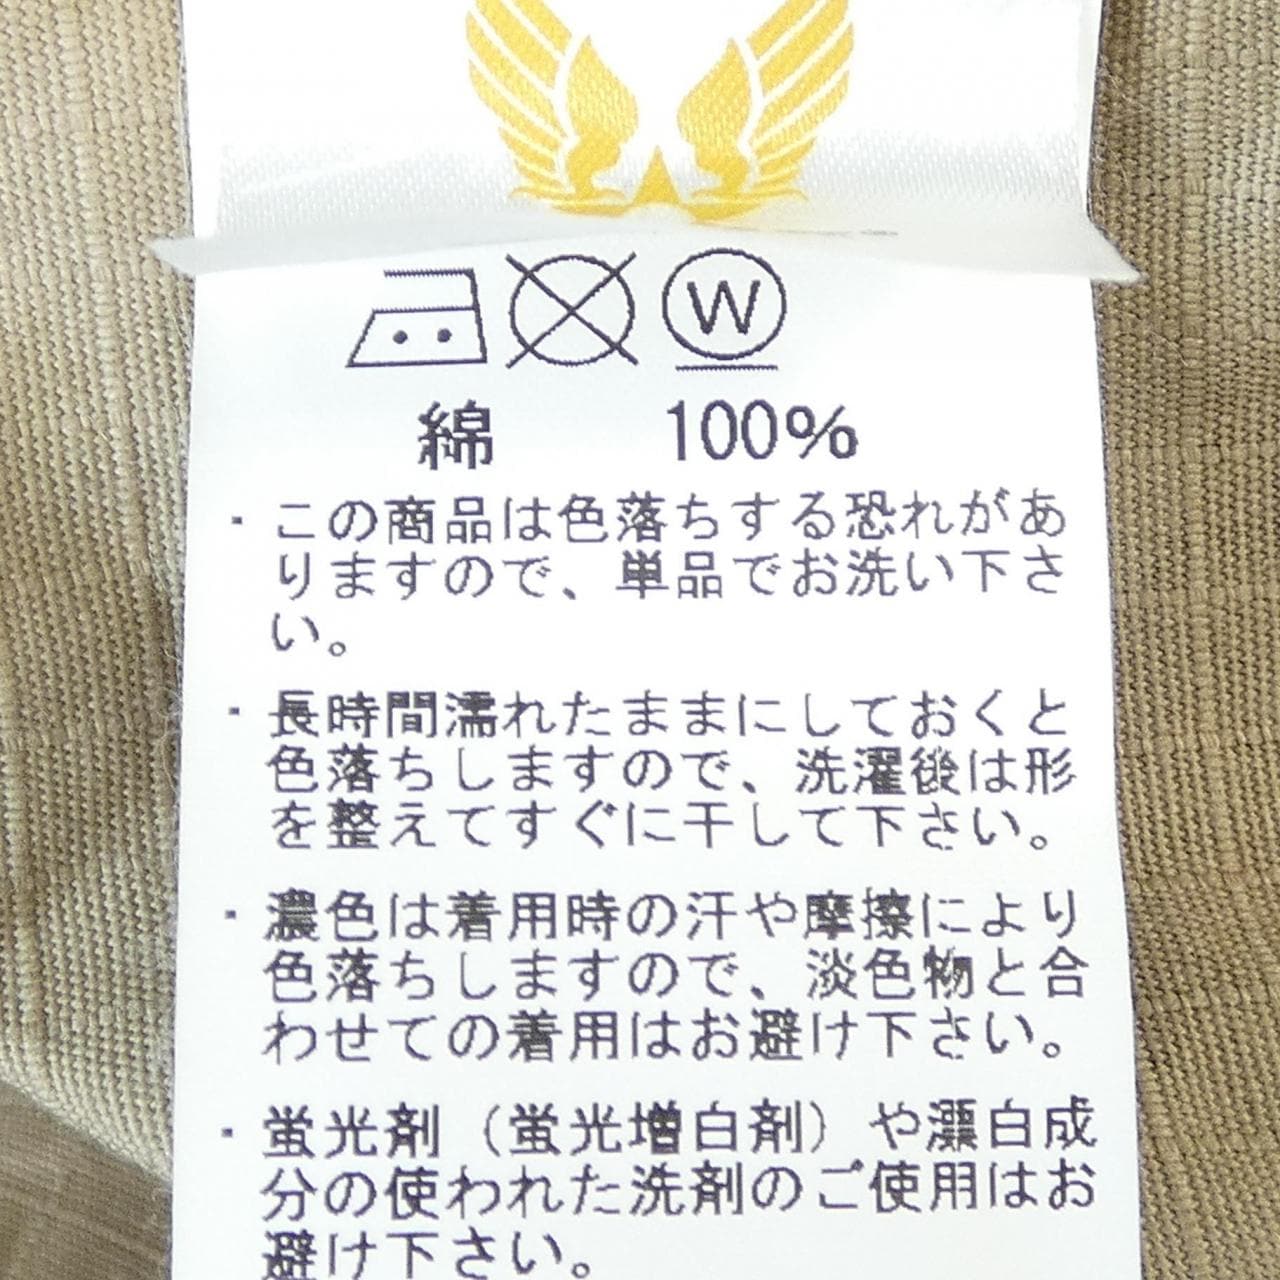 W
綿 100%
・この商品は色落ちする恐れがあ
りますので、単品でお洗い下さ
い。
・長時間濡れたままにしておくと
色落ちしますので、洗濯後は形
を整えてすぐに干して下さい。
・濃色は着用時の汗や摩擦により
色落ちしますので、淡色物と合
わせての着用はお避け下さい。
・蛍光剤（蛍光増白剤）や漂白成
分の使われた洗剤のご使用はお
避け下さい。